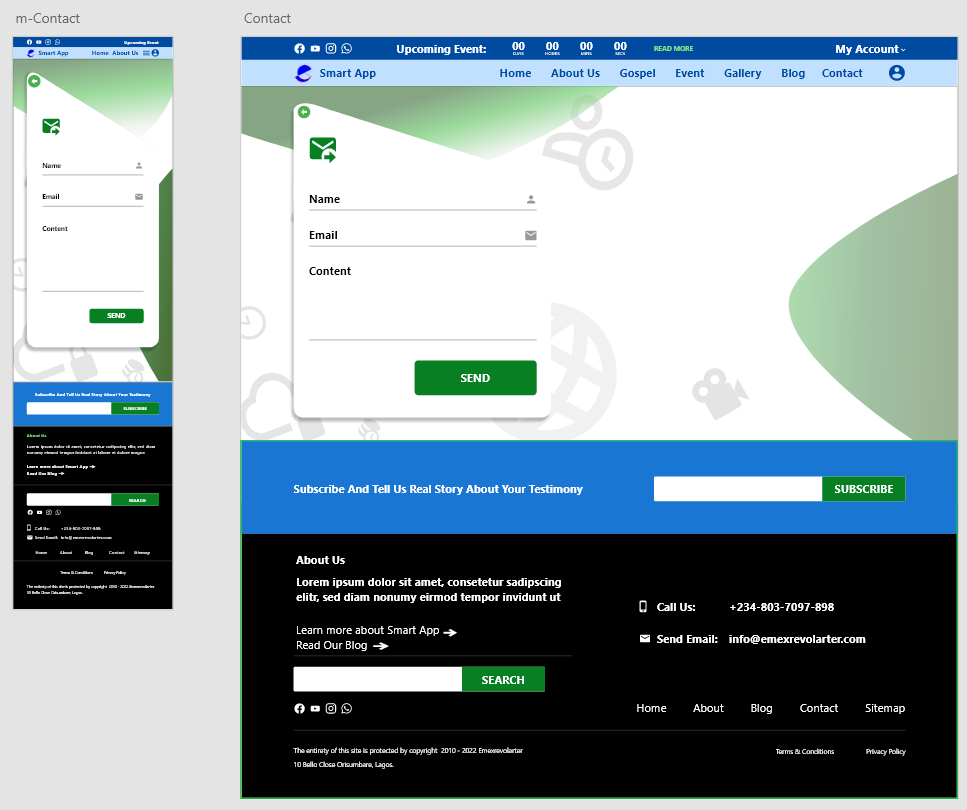 m-Contact
Upcoming Event
Smart App Home About Us
Name
Email
Content
SEND
Subscribe And Tell Us Real Story About Your Testimony
SUBSCRIBE
About Us
Lorem ipsum dolor sit amet, consetetur sadipscing elitr, sed diam
nonumy eirmod tempor invidunt ut labore et dolore magna
Learn more about Smart App
Read Our Blog
SEARCH
Call Us: +234-803-7097-898
Send Email: info@emexrevolarter.com
Home About Blog Contact Sitemap
Terms & Conditions Privacy Policy
The entirety of this site is protected by copyright 2010 - 2022 Emexrevolarter
10 Bello Close Orisumbare, Lagos.
Contact
Upcoming Event: 00 00 00 00 READ MORE My Account
DAYS HOURS MINS SECS
Smart App Home About Us Gospel Event Gallery Blog Contact
Name
Email
Content
SEND
Subscribe And Tell Us Real Story About Your Testimony
SUBSCRIBE
About Us
Lorem ipsum dolor sit amet, consetetur sadipscing
elitr, sed diam nonumy eirmod tempor invidunt ut
Call Us: +234-803-7097-898
Learn more about Smart App
Read Our Blog
Send Email: info@emexrevolarter.com
SEARCH
Home About Blog Contact Sitemap
The entirety of this site is protected by copyright 2010 - 2022 Emexrevolarter
10 Bello Close Orisumbare, Lagos.
Terms & Conditions Privacy Policy